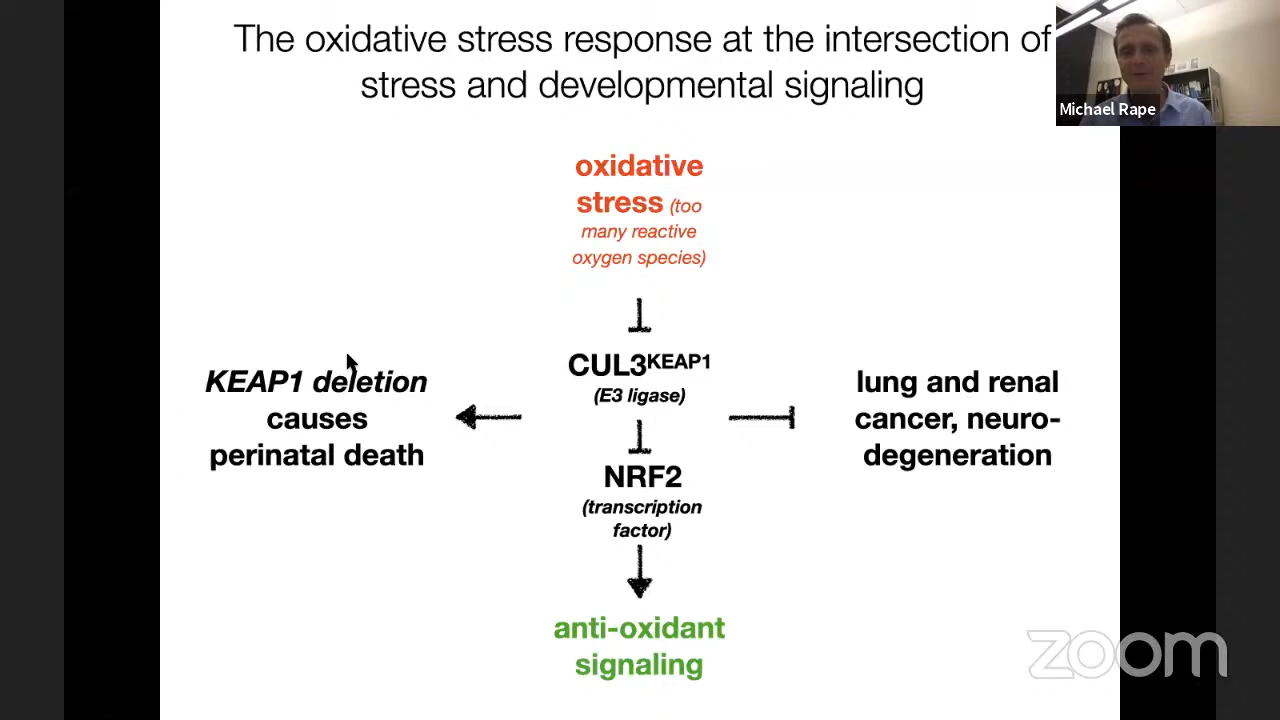 The oxidative stress response at the intersection of
stress and developmental signaling
Michael Rape
oxidative
stress (too
many reactive
oxygen species)
CUL3KEAP1
(E3 ligase)
KEAP1 deletion
causes
perinatal death
lung and renal
cancer, neuro-
degeneration
NRF2
(transcription
factor)
anti-oxidant
signaling
zoom